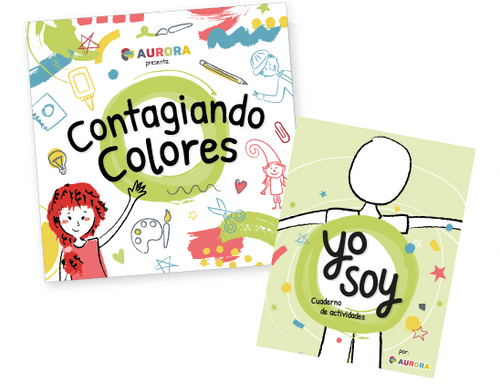 AURORA
presenta:
Contagiando
Colores
yo
soy
Cuaderno
de actividades
por:
AURORA